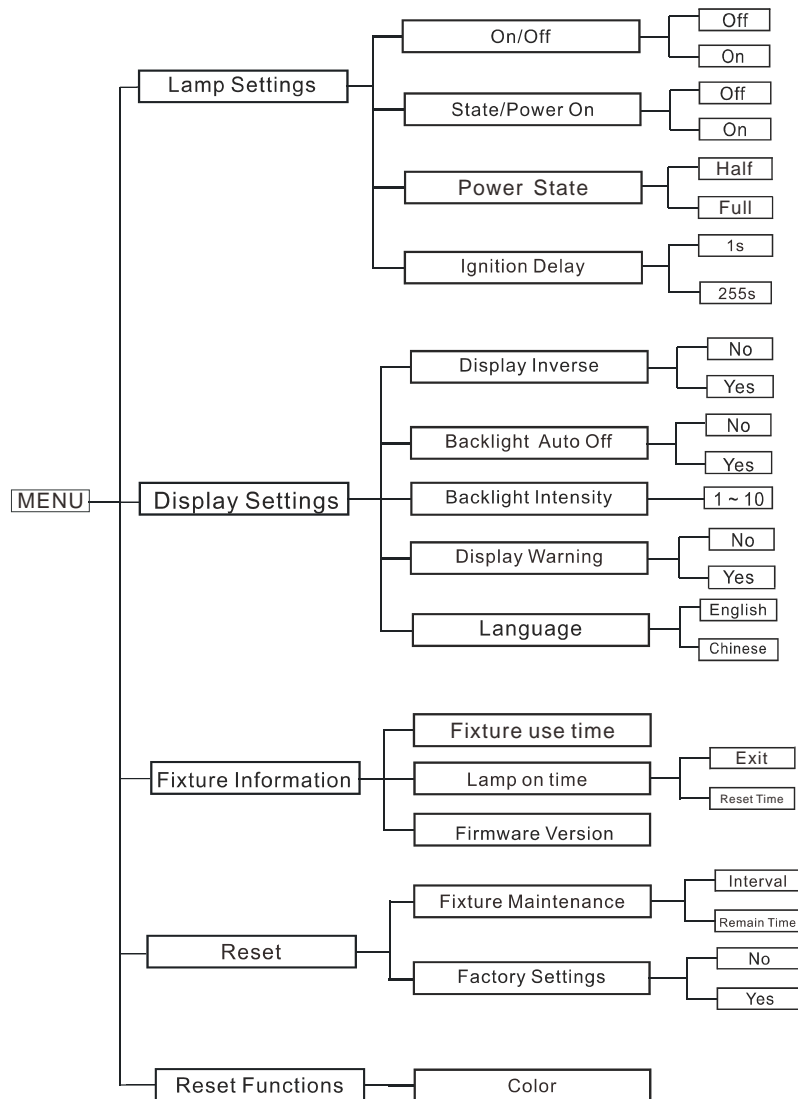 MENU
Lamp Settings
On/Off
Off
On
State/Power On
Off
On
Power State
Half
Full
Ignition Delay
1s
255s
Display Settings
Display Inverse
No
Yes
Backlight Auto Off
No
Yes
Backlight Intensity
1 ~ 10
Display Warning
No
Yes
Language
English
Chinese
Fixture Information
Fixture use time
Lamp on time
Exit
Reset Time
Firmware Version
Reset
Fixture Maintenance
Interval
Remain Time
Factory Settings
No
Yes
Reset Functions
Color